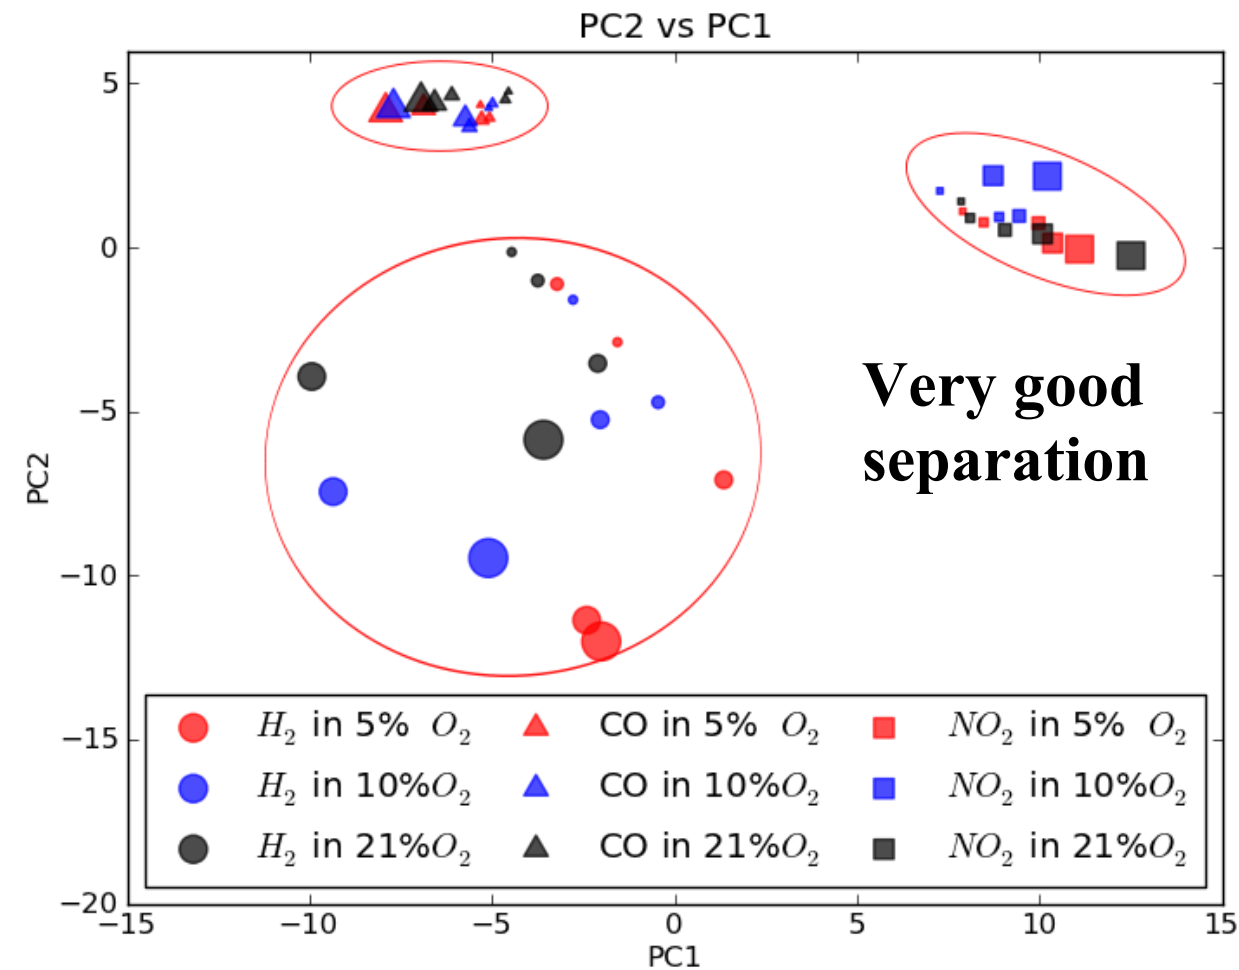 PC2 vs PC1
5
0
−5
−10
−15
−20
PC2
Very good
separation
H₂ in 5% O₂
CO in 5% O₂
NO₂ in 5% O₂
H₂ in 10%O₂
CO in 10%O₂
NO₂ in 10%O₂
H₂ in 21%O₂
CO in 21%O₂
NO₂ in 21%O₂
−15
−10
−5
0
5
10
15
PC1